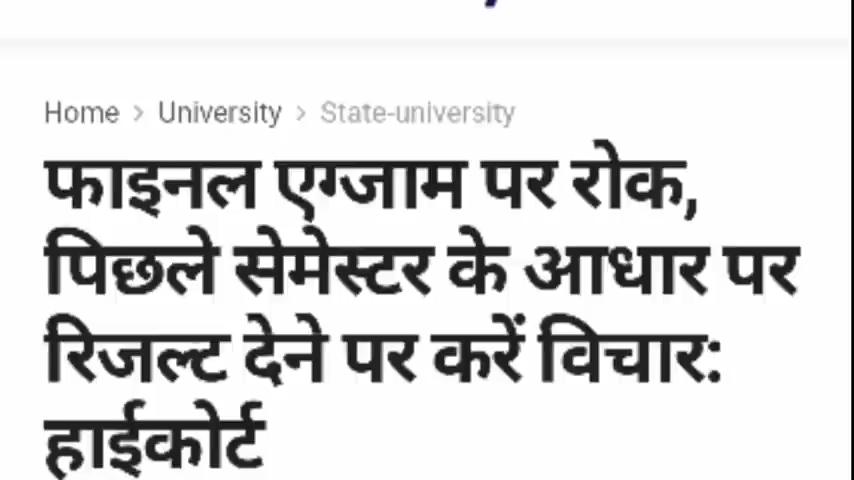 Home > University > State-university
फाइनल एग्जाम पर रोक,
पिछले सेमेस्टर के आधार पर
रिजल्ट देने पर करें विचार:
हाईकोर्ट